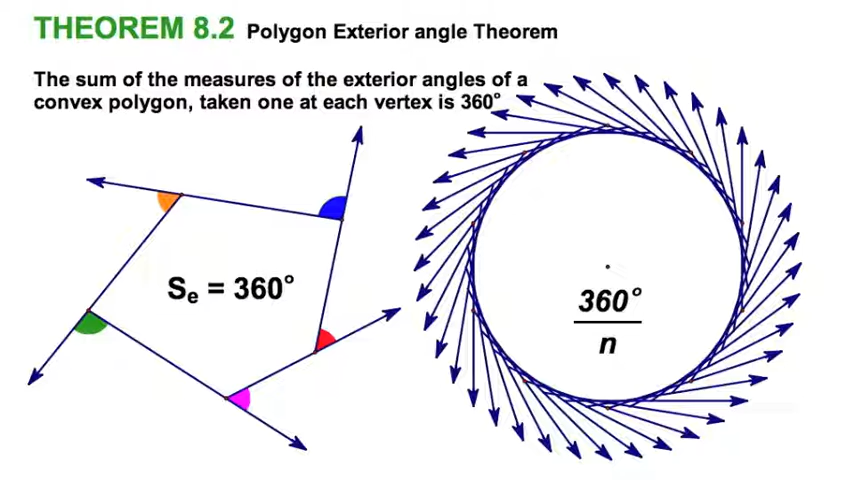 THEOREM 8.2 Polygon Exterior angle Theorem
The sum of the measures of the exterior angles of a
convex polygon, taken one at each vertex is 360°
Sₑ = 360°
360°
n